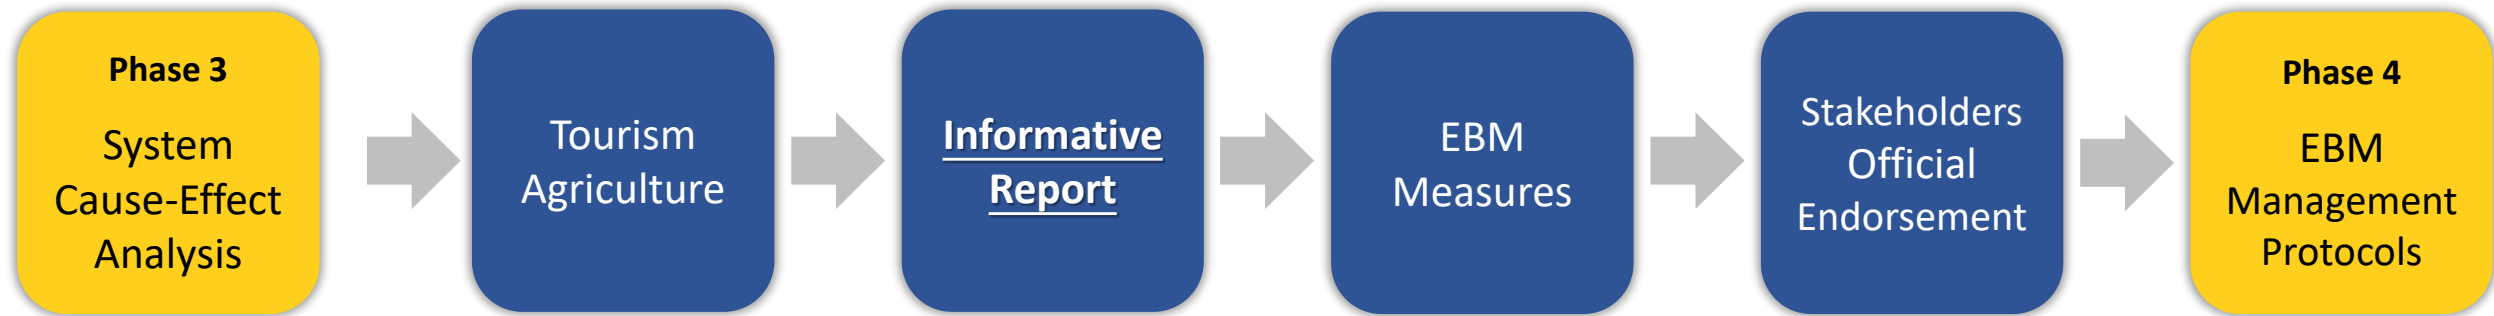 Phase 3
System
Cause-Effect
Analysis
Tourism
Agriculture
Informative
Report
EBM
Measures
Stakeholders
Official
Endorsement
Phase 4
EBM
Management
Protocols